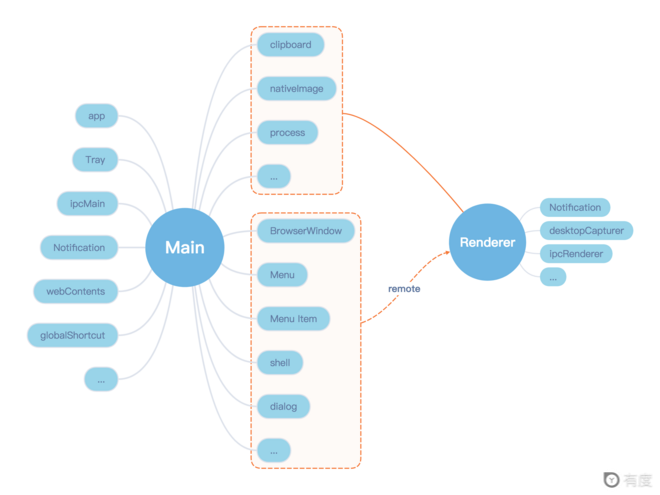 app
Tray
ipcMain
Notification
webContents
globalShortcut
...
Main
clipboard
nativeImage
process
...
BrowserWindow
Menu
Menu Item
shell
dialog
...
remote
Renderer
Notification
desktopCapturer
ipcRenderer
...
有度